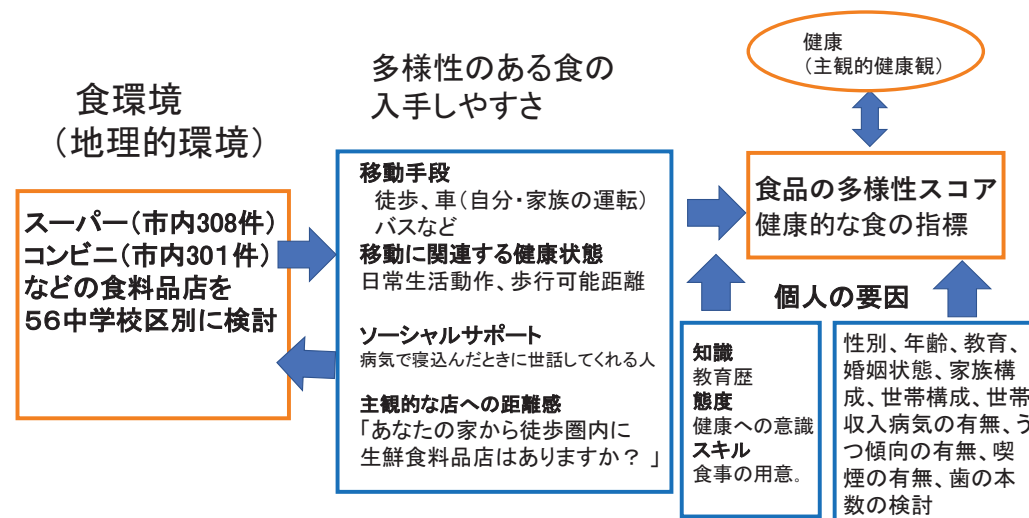 食環境
（地理的環境）
スーパー（市内308件）
コンビニ（市内301件）
などの食料品店を
５６中学校区別に検討
多様性のある食の
入手しやすさ
移動手段
徒歩、車（自分・家族の運転）
バスなど
移動に関連する健康状態
日常生活動作、歩行可能距離
ソーシャルサポート
病気で寝込んだときに世話してくれる人
主観的な店への距離感
「あなたの家から徒歩圏内に
生鮮食料品店はありますか？ 」
健康
（主観的健康観）
食品の多様性スコア
健康的な食の指標
個人の要因
知識
教育歴
態度
健康への意識
スキル
食事の用意。
性別、年齢、教育、
婚姻状態、家族構
成、世帯構成、世帯
収入病気の有無、う
つ傾向の有無、喫
煙の有無、歯の本
数の検討